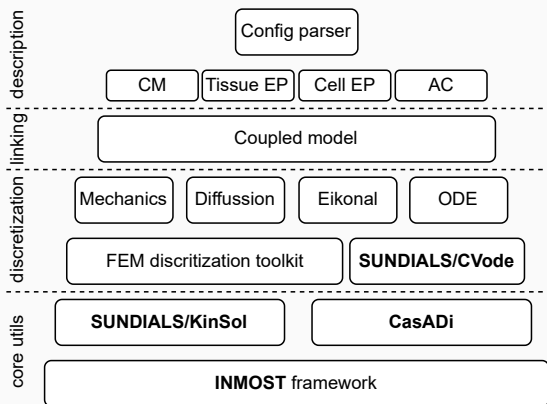 description
Config parser
CM
Tissue EP
Cell EP
AC
linking
Coupled model
discretization
Mechanics
Diffussion
Eikonal
ODE
FEM discritization toolkit
SUNDIALS/CVode
core utils
SUNDIALS/KinSol
CasADi
INMOST framework